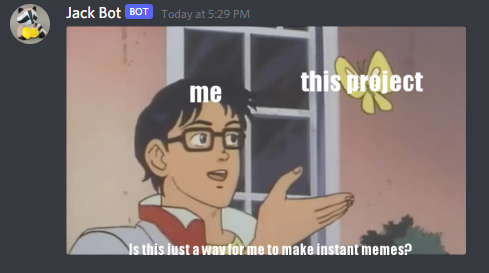 Jack Bot BOT Today at 5:29 PM
me
this project
Is this just a way for me to make instant memes?